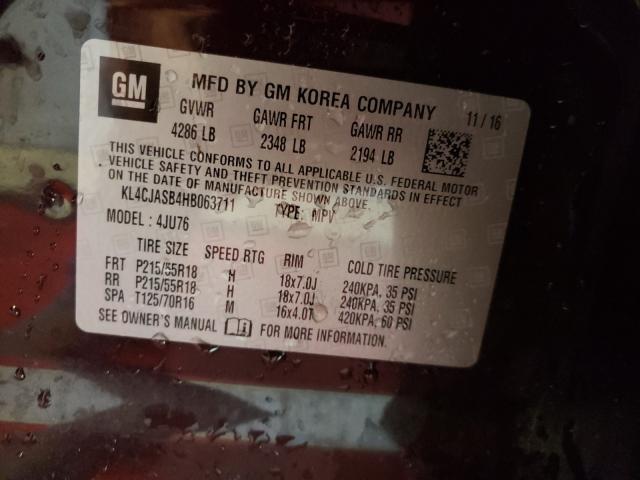 GM
MFD BY GM KOREA COMPANY 11 / 16
GVWR GAWR FRT GAWR RR
4286 LB 2348 LB 2194 LB
THIS VEHICLE CONFORMS TO ALL APPLICABLE U.S. FEDERAL MOTOR
VEHICLE SAFETY AND THEFT PREVENTION STANDARDS IN EFFECT
ON THE DATE OF MANUFACTURE SHOWN ABOVE.
KL4CJASB4HB063711 TYPE: MPV
MODEL : 4JU76
TIRE SIZE SPEED RTG RIM COLD TIRE PRESSURE
FRT P215/55R18 H 18x7.0J 240KPA, 35 PSI
RR P215/55R18 H 18x7.0J 240KPA, 35 PSI
SPA T125/70R16 M 16x4.0T 420KPA, 60 PSI
SEE OWNER'S MANUAL FOR MORE INFORMATION.